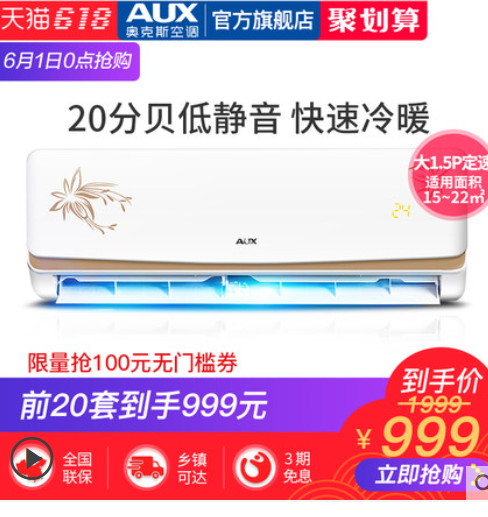 天猫618 AUX 奥克斯空调 官方旗舰店 聚划算
6月1日0点抢购
20分贝低静音 快速冷暖
大1.5P定速
适用面积
15~22㎡
24
AUX
限量抢100元无门槛券
前20套到手999元
到手价
1999
¥999
立即抢购
全国
联保
乡镇
可达
3期
免息